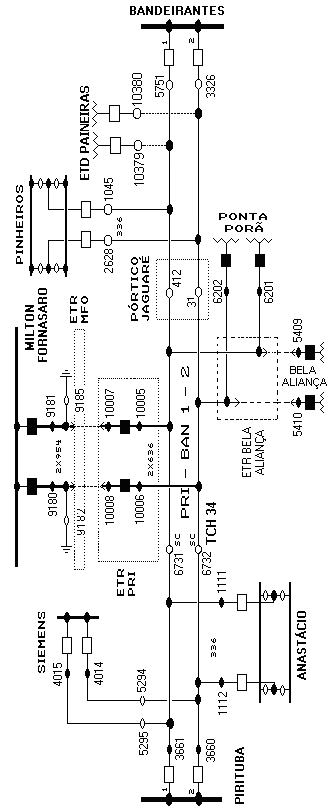 BANDEIRANTES
1
2
5751
3326
10380
ETD PAINEIRAS
10379
1045
PINHEIROS
336
2628
PONTA
PORÃ
PÓRTICO
JAGUARÉ
412
31
6202
6201
MILTON
FORNASARO
ETR
MFO
9181
9185
10007
10005
5409
BELA
ALIANÇA
2X954
2X636
PRI - BAN 1 - 2
5410
ETR BELA
ALIANÇA
9180
9182
10008
10006
TCH 34
ETR
PRI
SC
SC
6731
6732
1111
SIEMENS
336
ANASTÁCIO
4015
4014
5294
1112
5295
3661
3660
1
2
PIRITUBA